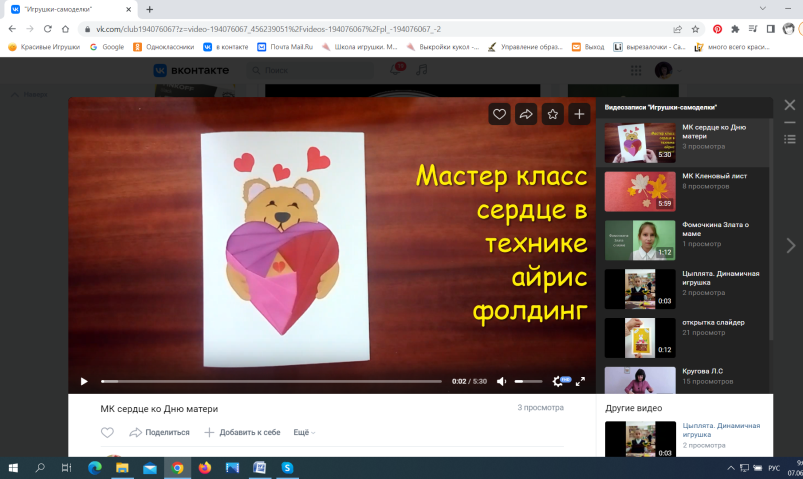 "Игрушки-самоделки"
vk.com/club194076067?z=video-194076067_456239051%2Fvideos-194076067%2Fpl_-194076067_-2
Красивые Игрушки
Google
Одноклассники
в контакте
Почта Mail.Ru
Школа игрушки. М...
Выкройки кукол -...
Управление образ...
Выход
вырезалочки - Са...
много всего краси...
вконтакте
Поиск
Мастер класс
сердце в
технике
айрис
фолдинг
0:02 / 5:30
Видеозаписи "Игрушки-самоделки"
МК сердце ко Дню
матери
3 просмотра
5:30
МК Кленовый лист
8 просмотров
5:59
Фомочкина Злата о
маме
1 просмотр
1:12
Цыплята. Динамичная
игрушка
2 просмотра
0:03
открытка слайдер
21 просмотр
0:12
Кругова Л.С
15 просмотров
МК сердце ко Дню матери
3 просмотра
Поделиться
Добавить к себе
Ещё
Другие видео
Цыплята. Динамичная
игрушка
2 просмотра
0:03
РУС